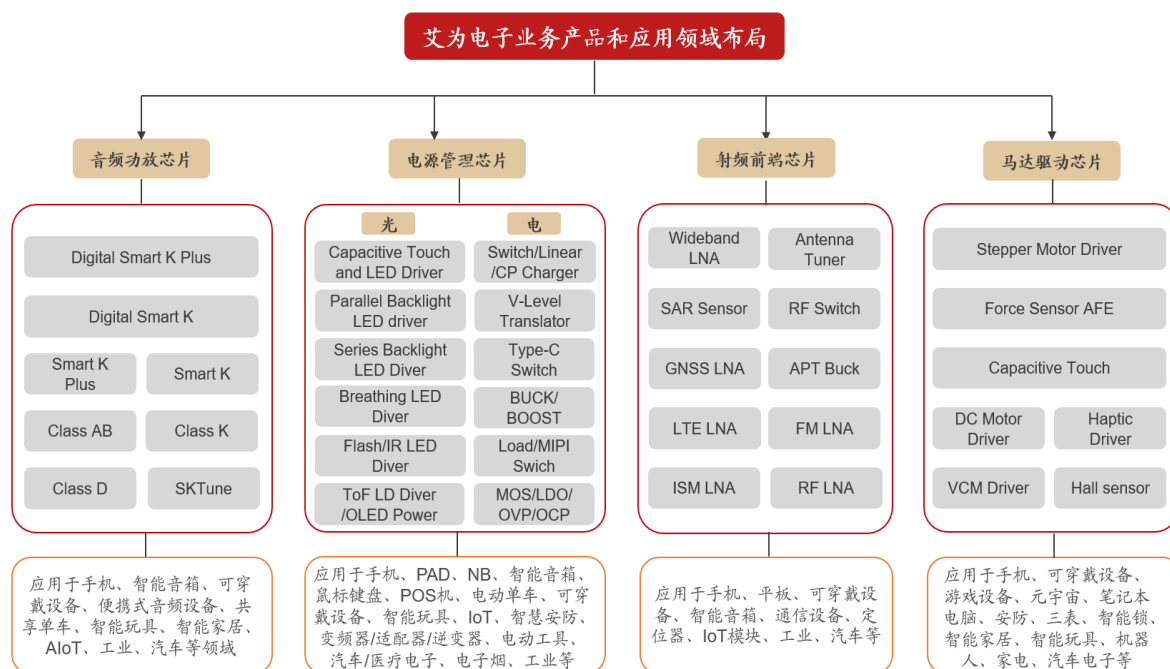 艾为电子业务产品和应用领域布局
音频功放芯片
Digital Smart K Plus
Digital Smart K
Smart K
Plus
Smart K
Class AB
Class K
Class D
SKTune
应用于手机、智能音箱、可穿
戴设备、便携式音频设备、共
享单车、智能玩具、智能家居、
AIoT、工业、汽车等领域
电源管理芯片
光
电
Capacitive Touch
and LED Driver
Switch/Linear
/CP Charger
Parallel Backlight
LED driver
V-Level
Translator
Series Backlight
LED Driver
Type-C
Switch
Breathing LED
Diver
BUCK/
BOOST
Flash/IR LED
Diver
Load/MIPI
Swich
ToF LD Diver
/OLED Power
MOS/LDO/
OVP/OCP
应用于手机、PAD、NB、智能音箱、
鼠标键盘、POS机、电动单车、可穿
戴设备、智能玩具、IoT、智慧安防、
变频器/适配器/逆变器、电动工具、
汽车/医疗电子、电子烟、工业等
射频前端芯片
Wideband
LNA
Antenna
Tuner
SAR Sensor
RF Switch
GNSS LNA
APT Buck
LTE LNA
FM LNA
ISM LNA
RF LNA
应用于手机、平板、可穿戴设
备、智能音箱、通信设备、定
位器、IoT模块、工业、汽车等
马达驱动芯片
Stepper Motor Driver
Force Sensor AFE
Capacitive Touch
DC Motor
Driver
Haptic
Driver
VCM Driver
Hall sensor
应用于手机、可穿戴设备、
游戏设备、元宇宙、笔记本
电脑、安防、三表、智能锁、
智能家居、智能玩具、机器
人、家电、汽车电子等